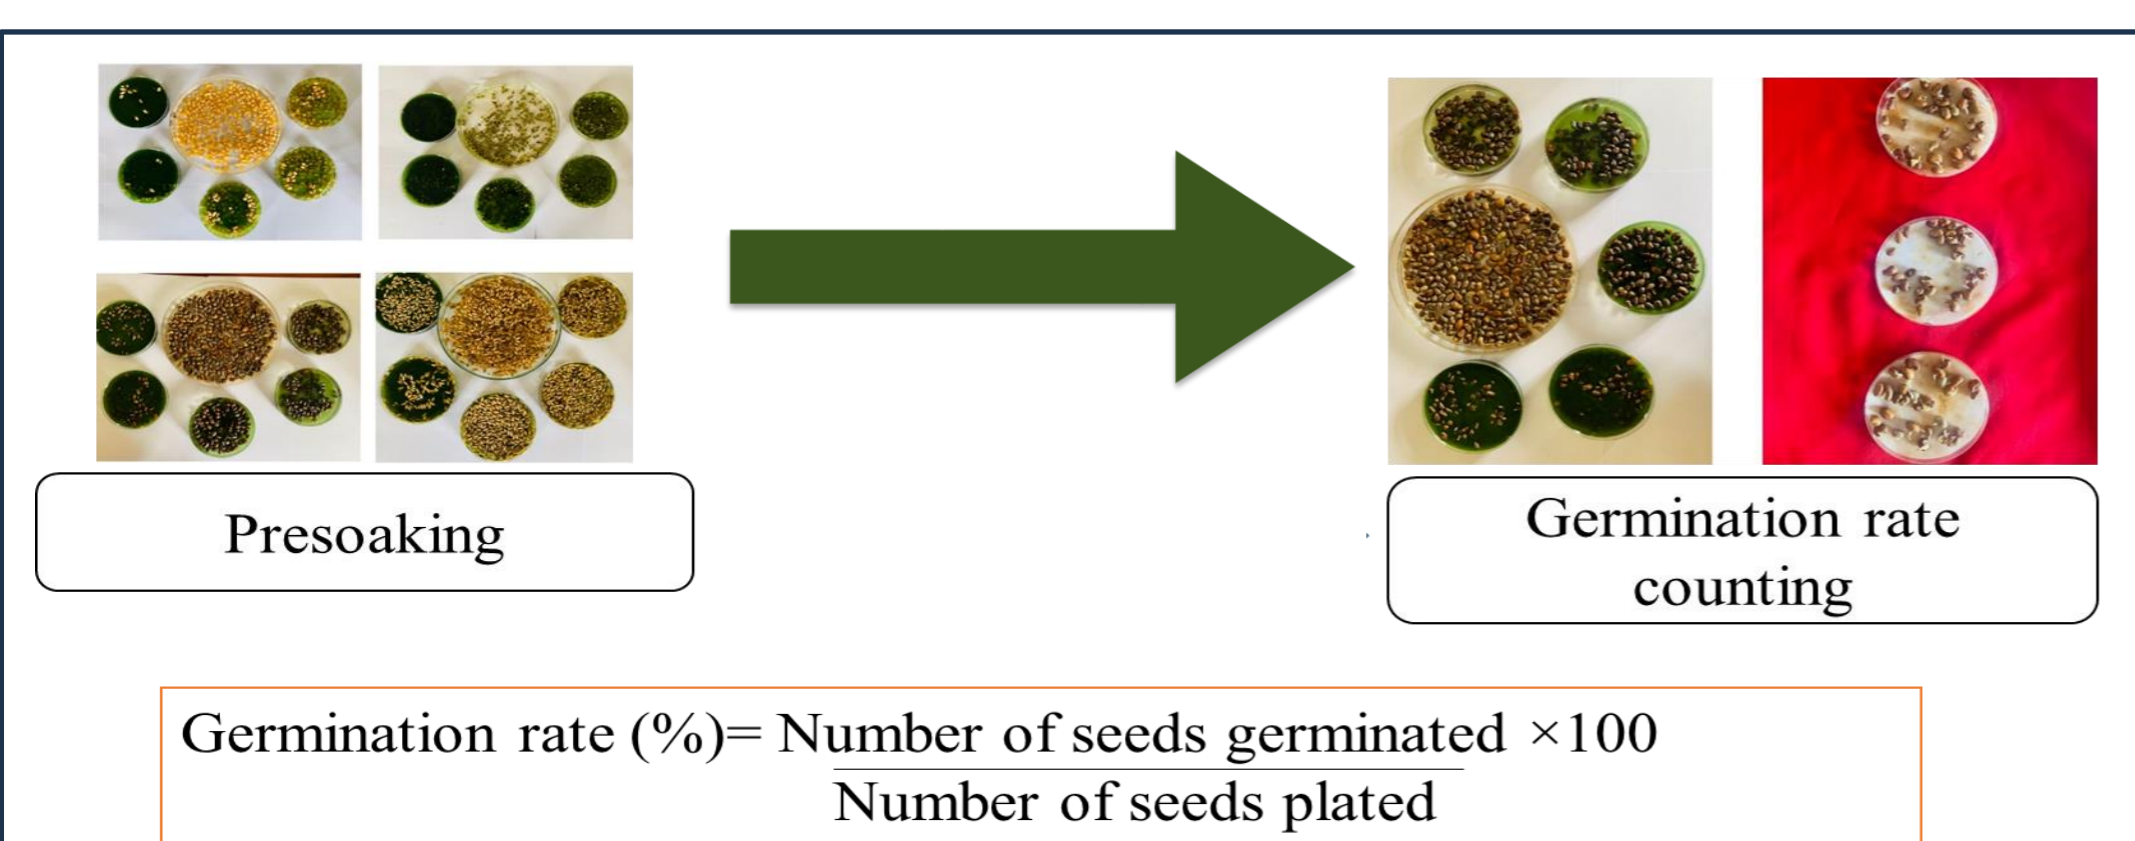 Presoaking
Germination rate
counting
Germination rate (%)= Number of seeds germinated ×100
Number of seeds plated